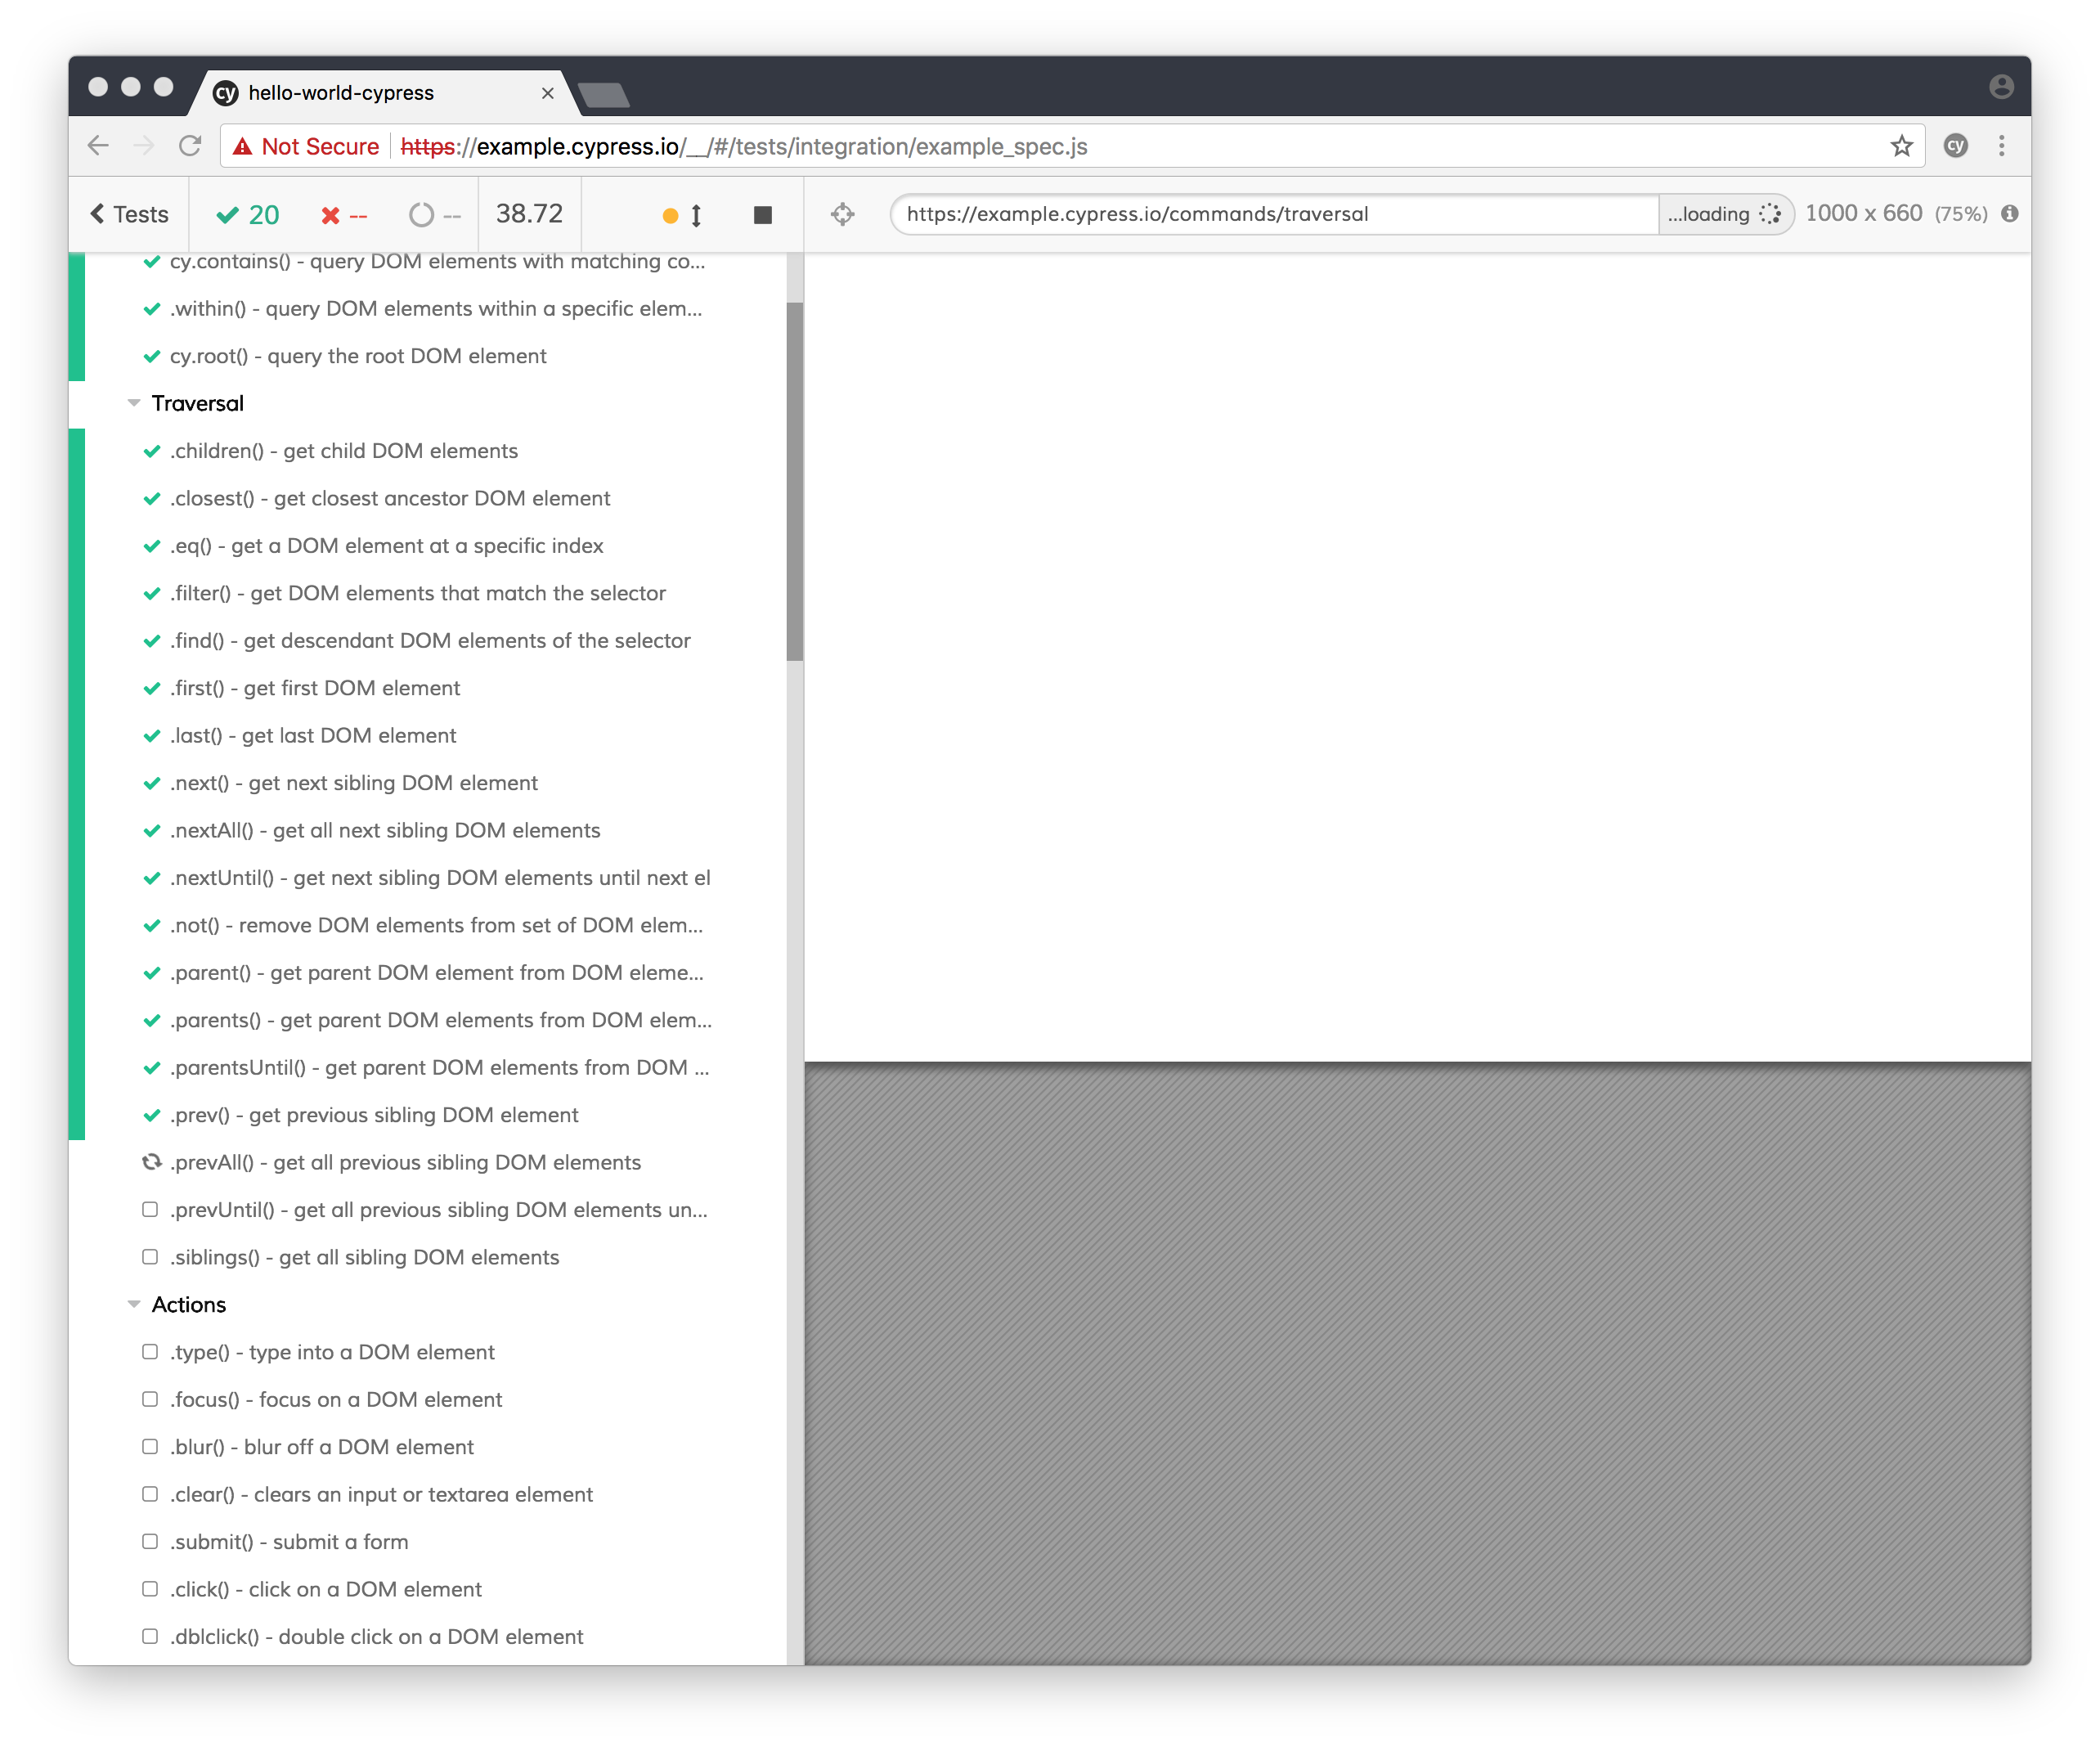 cy hello-world-cypress
Not Secure https://example.cypress.io/__/#/tests/integration/example_spec.js cy
Tests 20 -- -- 38.72 https://example.cypress.io/commands/traversal ...loading 1000 x 660 (75%)
cy.contains() - query DOM elements with matching co...
.within() - query DOM elements within a specific elem...
cy.root() - query the root DOM element
Traversal
.children() - get child DOM elements
.closest() - get closest ancestor DOM element
.eq() - get a DOM element at a specific index
.filter() - get DOM elements that match the selector
.find() - get descendant DOM elements of the selector
.first() - get first DOM element
.last() - get last DOM element
.next() - get next sibling DOM element
.nextAll() - get all next sibling DOM elements
.nextUntil() - get next sibling DOM elements until next el
.not() - remove DOM elements from set of DOM elem...
.parent() - get parent DOM element from DOM eleme...
.parents() - get parent DOM elements from DOM elem...
.parentsUntil() - get parent DOM elements from DOM ...
.prev() - get previous sibling DOM element
.prevAll() - get all previous sibling DOM elements
.prevUntil() - get all previous sibling DOM elements un...
.siblings() - get all sibling DOM elements
Actions
.type() - type into a DOM element
.focus() - focus on a DOM element
.blur() - blur off a DOM element
.clear() - clears an input or textarea element
.submit() - submit a form
.click() - click on a DOM element
.dblclick() - double click on a DOM element